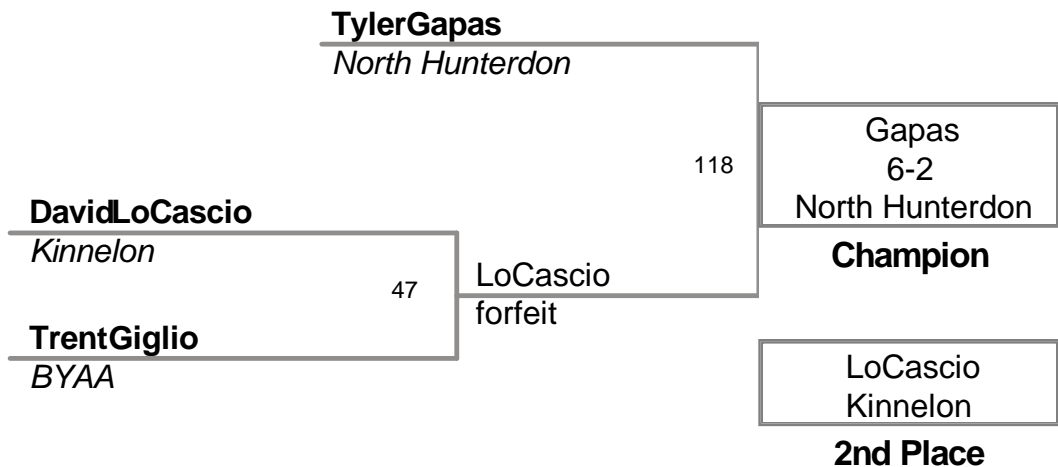 TylerGapas
North Hunterdon
118
Gapas
6-2
North Hunterdon
Champion
DavidLoCascio
Kinnelon
47
LoCascio
forfeit
TrentGiglio
BYAA
LoCascio
Kinnelon
2nd Place